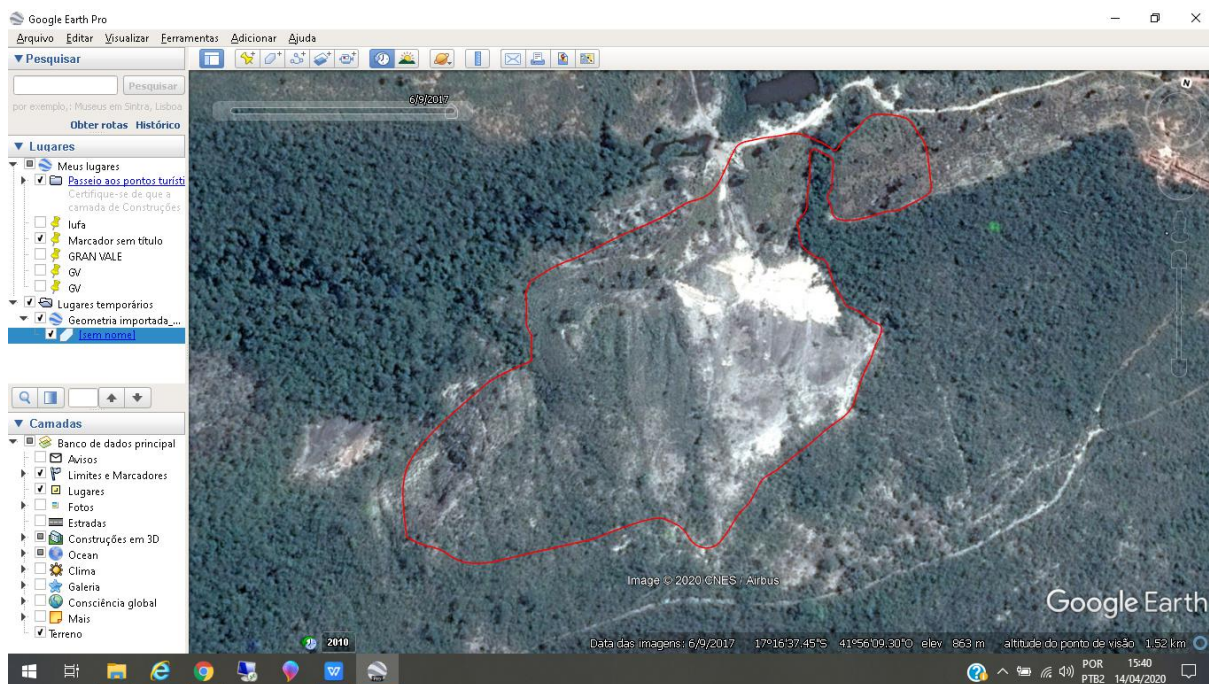 Google Earth Pro
Arquivo Editar Visualizar Ferramentas Adicionar Ajuda
Pesquisar
Pesquisar
por exemplo,: Museus em Sintra, Lisboa
Obter rotas Histórico
Lugares
Meus lugares
Passeio aos pontos turísti
Certifique-se de que a
camada de Construções
lufa
Marcador sem título
GRAN VALE
GV
GV
Lugares temporários
Geometria importada_...
[sem nome]
Camadas
Banco de dados principal
Avisos
Limites e Marcadores
Lugares
Fotos
Estradas
Construções em 3D
Ocean
Clima
Galeria
Consciência global
Mais
Terreno
6/9/2017
N
Image © 2020 CNES / Airbus
Google Earth
2010
Data das imagens: 6/9/2017 17°16'37.45"S 41°56'09.30"O elev 863 m altitude do ponto de visão 1.52 km
W
POR 15:40
PTB2 14/04/2020